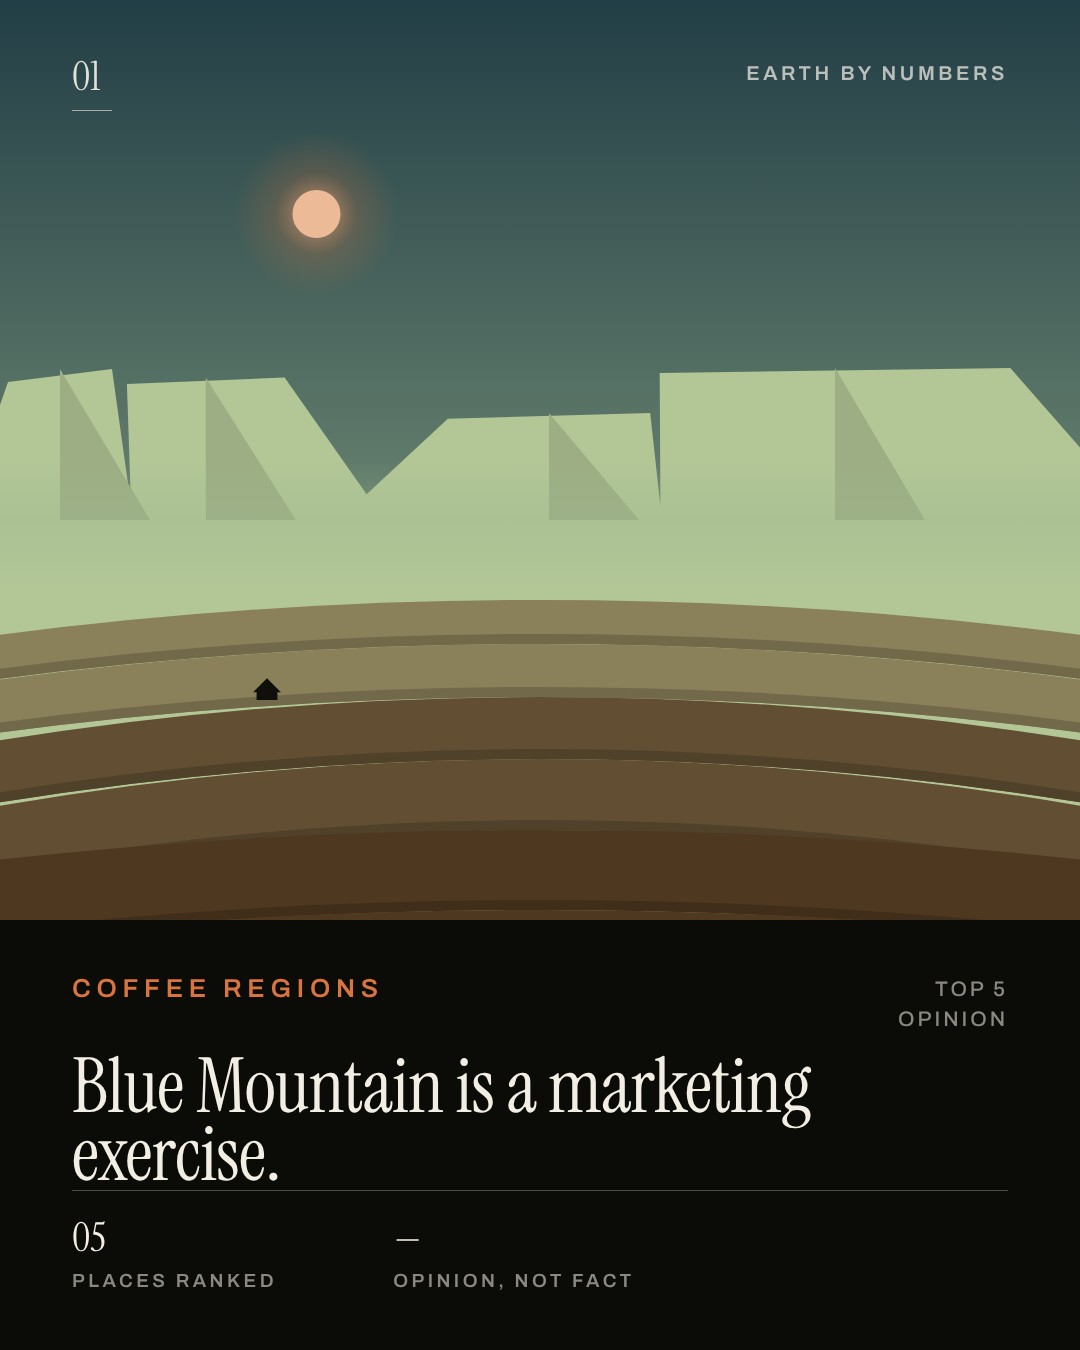 01
EARTH BY NUMBERS
COFFEE REGIONS
TOP 5
OPINION
Blue Mountain is a marketing
exercise.
05
PLACES RANKED
—
OPINION, NOT FACT